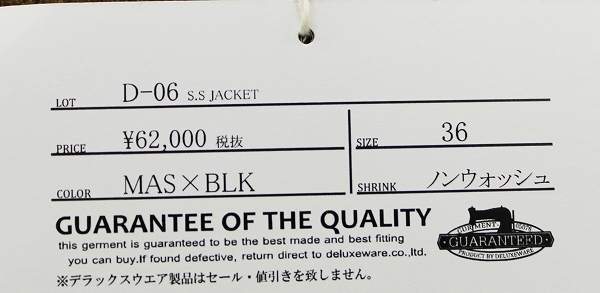 LOT D-06 S.S JACKET
PRICE ¥62,000 税抜 SIZE 36
COLOR MAS×BLK SHRINK ノンウォッシュ
GUARANTEE OF THE QUALITY
this germent is guaranteed to be the best made and best fitting
you can buy.If found defective, return direct to deluxeware.co.,ltd.
GUARANTEED
PRODUCT BY DELUXEWARE
※デラックスウエア製品はセール・値引きを致しません。